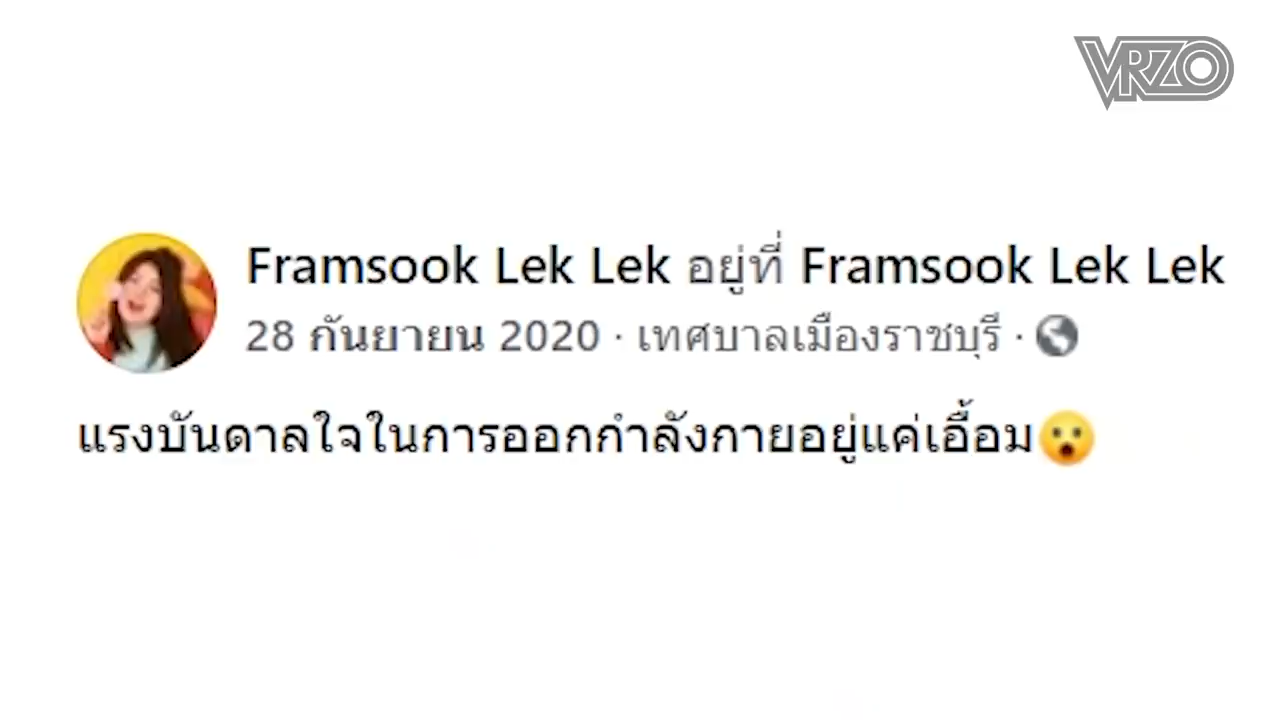 VRZO
Framsook Lek Lek อยู่ที่ Framsook Lek Lek
28 กันยายน 2020 · เทศบาลเมืองราชบุรี ·
แรงบันดาลใจในการออกกำลังกายอยู่แค่เอื้อม😮